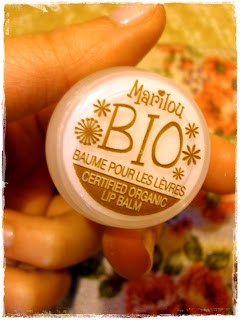 Marilou
BIO
BAUME POUR LES LÈVRES
CERTIFIED ORGANIC
LIP BALM